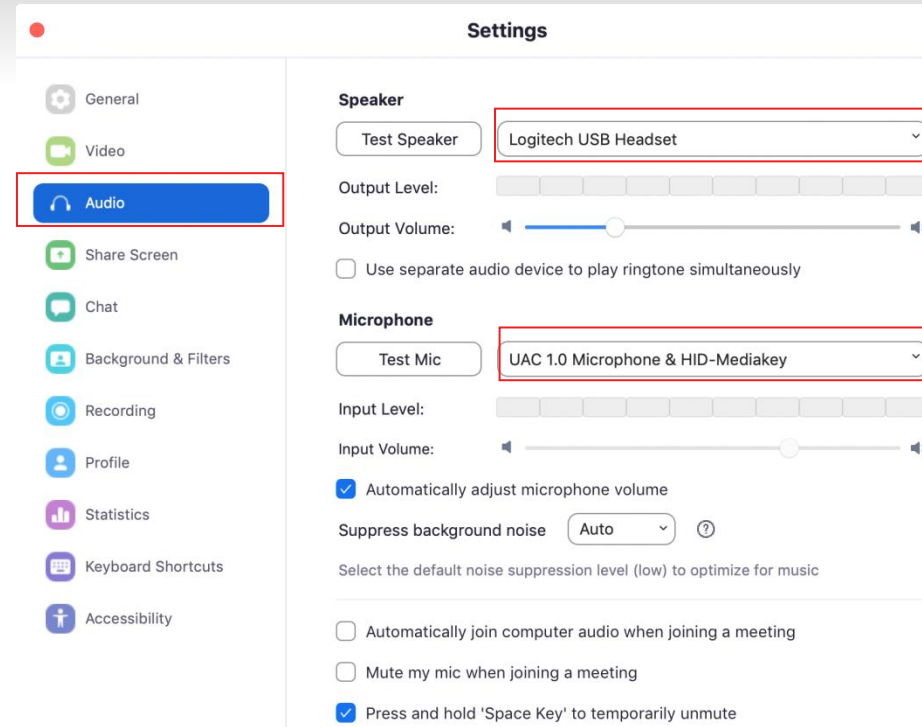 Settings
General
Video
Audio
Share Screen
Chat
Background & Filters
Recording
Profile
Statistics
Keyboard Shortcuts
Accessibility
Speaker
Test Speaker
Logitech USB Headset
Output Level:
Output Volume:
Use separate audio device to play ringtone simultaneously
Microphone
Test Mic
UAC 1.0 Microphone & HID-Mediakey
Input Level:
Input Volume:
Automatically adjust microphone volume
Suppress background noise
Auto
?
Select the default noise suppression level (low) to optimize for music
Automatically join computer audio when joining a meeting
Mute my mic when joining a meeting
Press and hold 'Space Key' to temporarily unmute